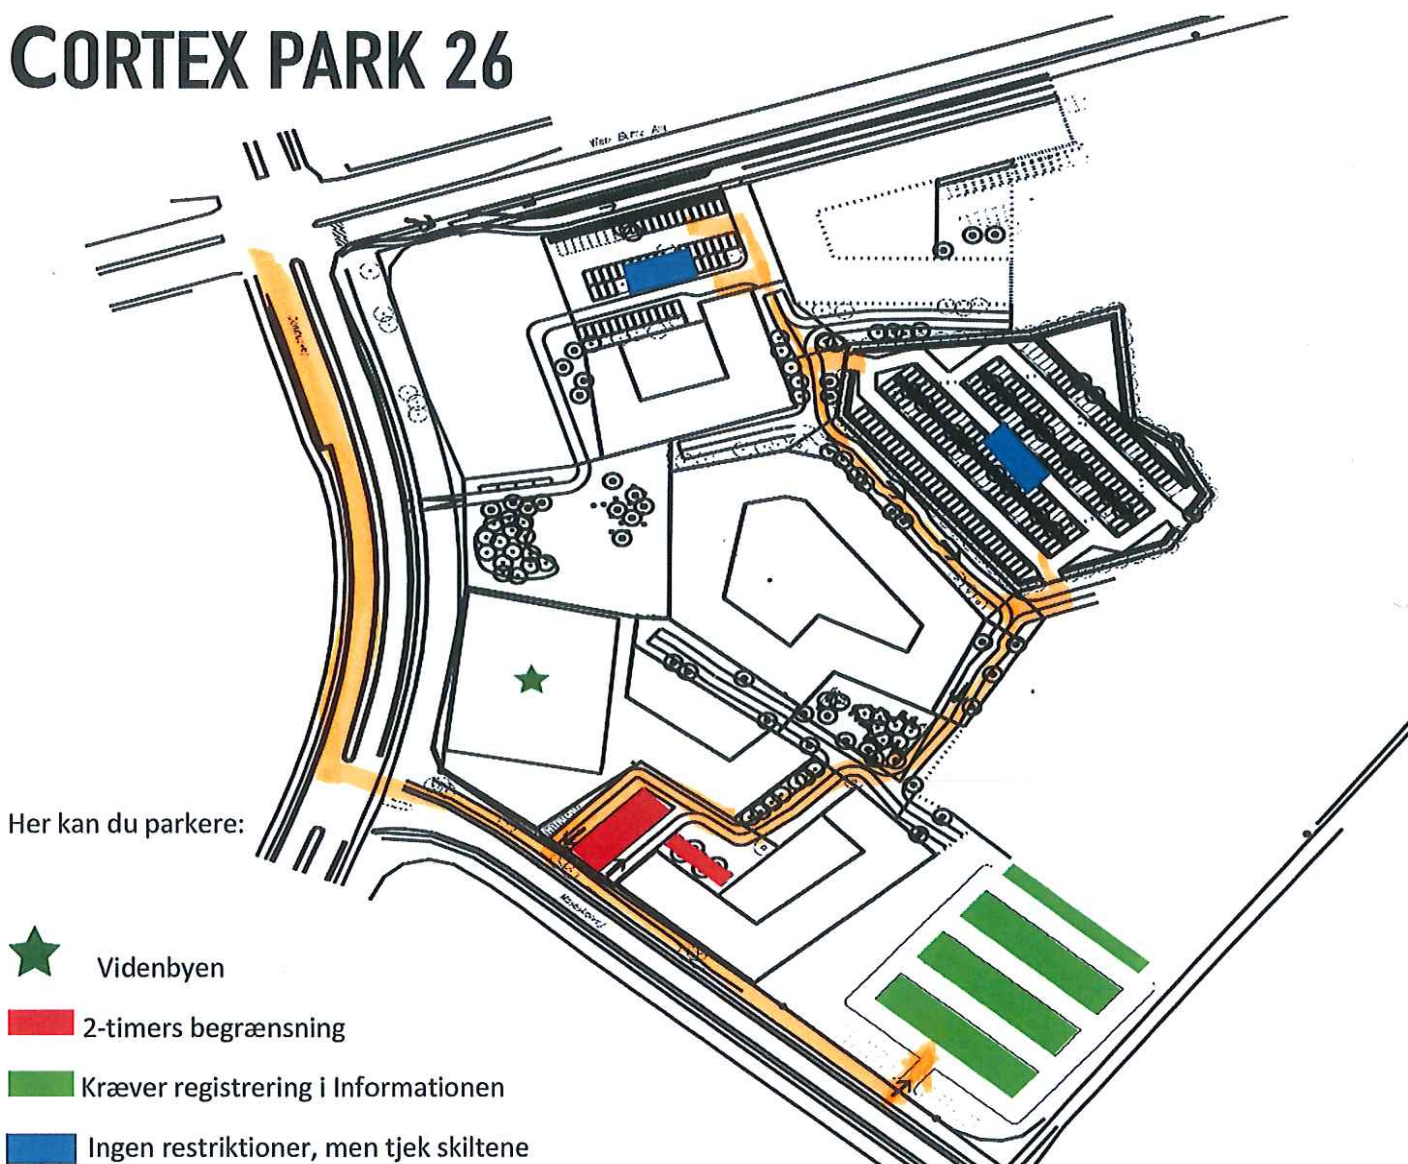 CORTEX PARK 26
Her kan du parkere:
Videnbyen
2-timers begrænsning
Kræver registrering i Informationen
Ingen restriktioner, men tjek skiltene